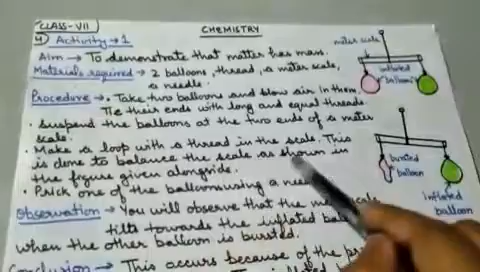 CLASS-VII
CHEMISTRY
4) Activity → 1
Aim → To demonstrate that matter has mass.
Materials required → 2 balloons, thread, a meter scale,
a needle.
Procedure → • Take two balloons and blow air in them
Tie their ends with long and equal threads
• Suspend the balloons at the two ends of a meter
scale.
• Make a loop with a thread in the scale. This
is done to balance the scale as shown in
the figure given alongside.
• Prick one of the balloons using a
Observation → You will observe that the
tilts towards the inflated
when the other balloon is bursted.
Conclusion → This occurs because of the
meter scale
inflated
balloon
bursted
balloon
inflated
balloon